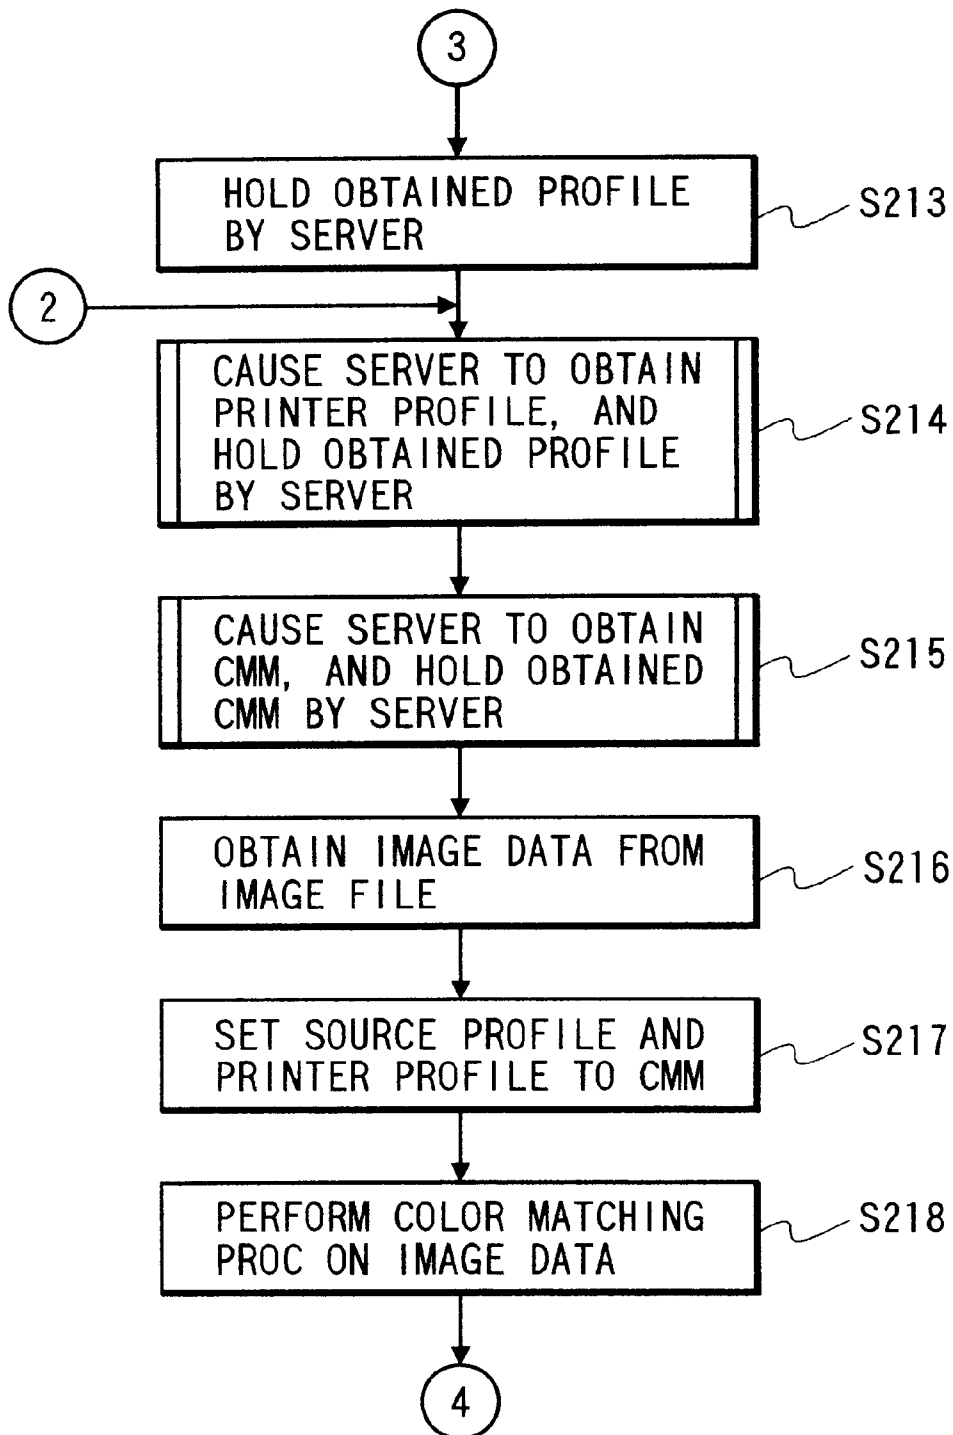 3
HOLD OBTAINED PROFILE
BY SERVER
S213
2
CAUSE SERVER TO OBTAIN
PRINTER PROFILE, AND
HOLD OBTAINED PROFILE
BY SERVER
S214
CAUSE SERVER TO OBTAIN
CMM, AND HOLD OBTAINED
CMM BY SERVER
S215
OBTAIN IMAGE DATA FROM
IMAGE FILE
S216
SET SOURCE PROFILE AND
PRINTER PROFILE TO CMM
S217
PERFORM COLOR MATCHING
PROC ON IMAGE DATA
S218
4